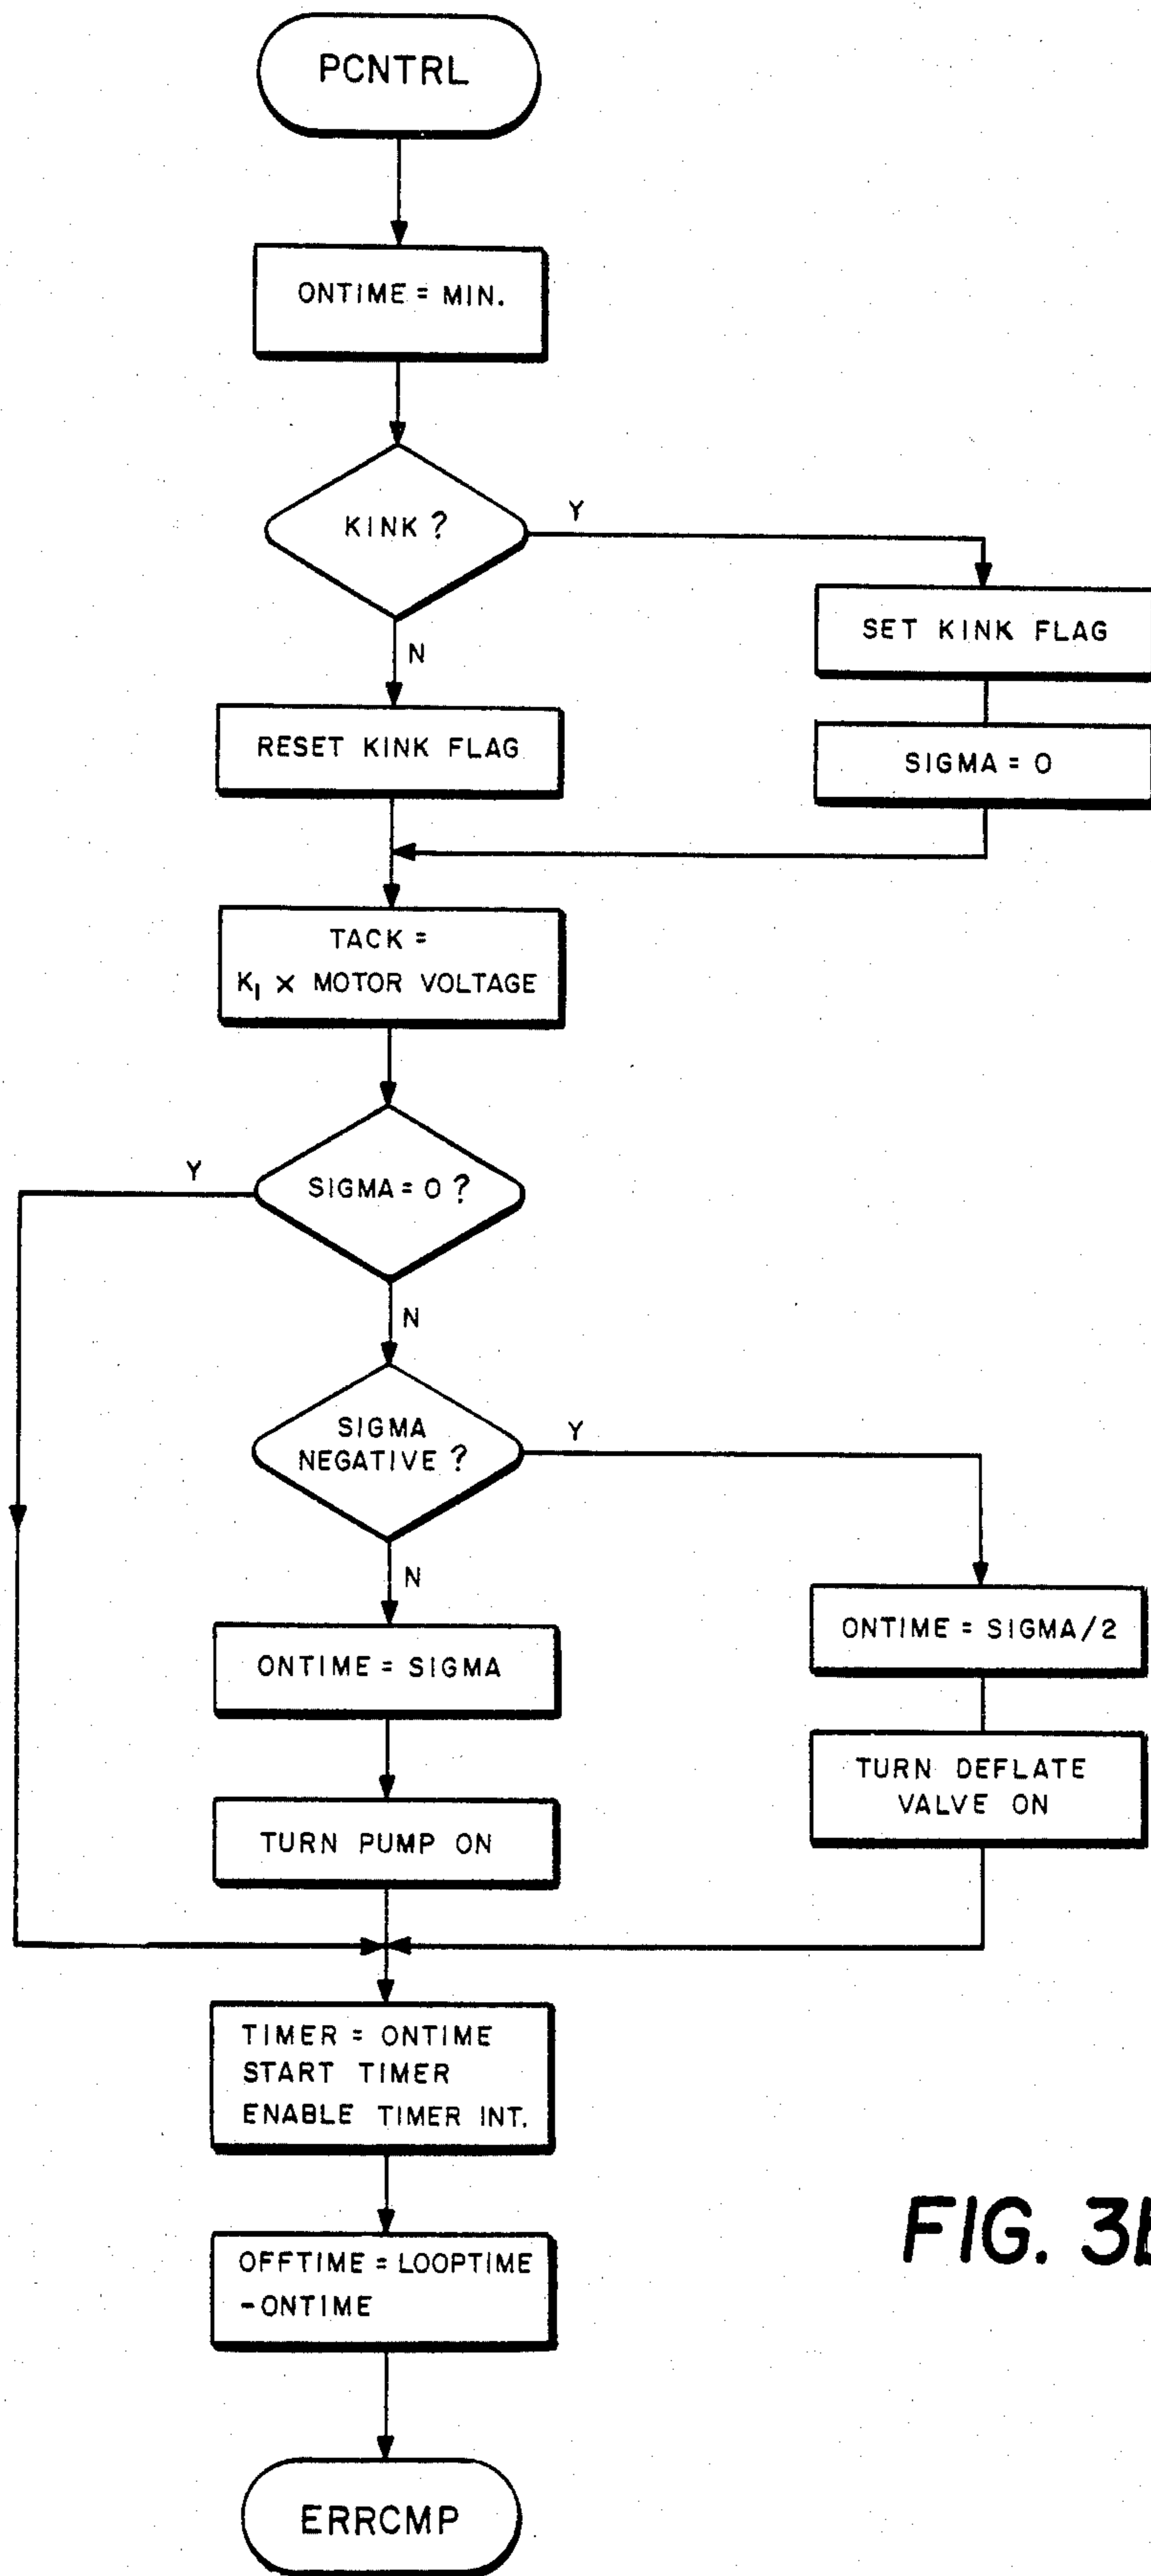 PCNTRL
ONTIME = MIN.
KINK ?
Y
N
SET KINK FLAG
RESET KINK FLAG
SIGMA = 0
TACK =
K1 × MOTOR VOLTAGE
Y
SIGMA = 0 ?
N
SIGMA
NEGATIVE ?
Y
N
ONTIME = SIGMA/2
ONTIME = SIGMA
TURN DEFLATE
VALVE ON
TURN PUMP ON
TIMER = ONTIME
START TIMER
ENABLE TIMER INT.
OFFTIME = LOOPTIME
-ONTIME
FIG. 3b
ERRCMP